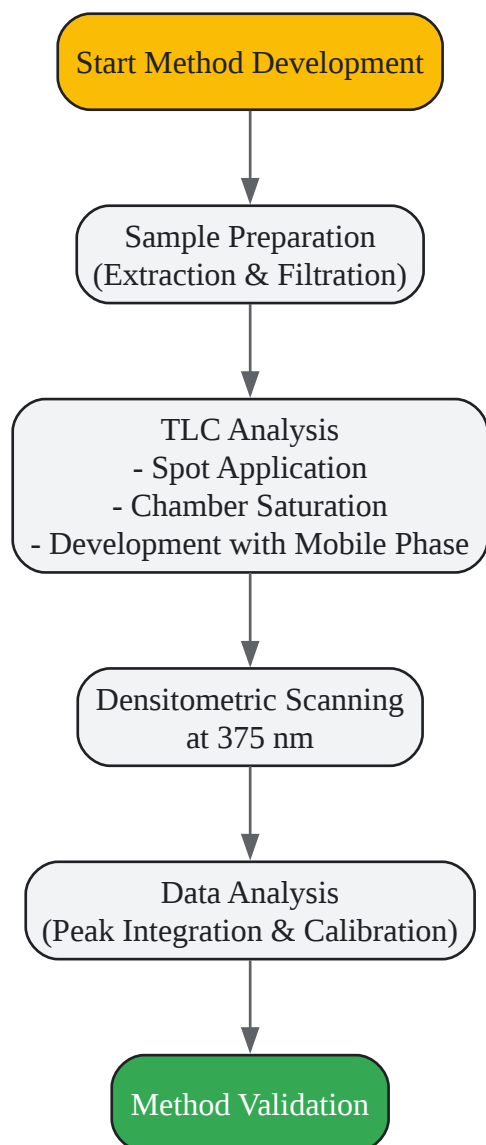 Start Method Development
Sample Preparation
(Extraction & Filtration)
TLC Analysis
- Spot Application
- Chamber Saturation
- Development with Mobile Phase
Densitometric Scanning
at 375 nm
Data Analysis
(Peak Integration & Calibration)
Method Validation